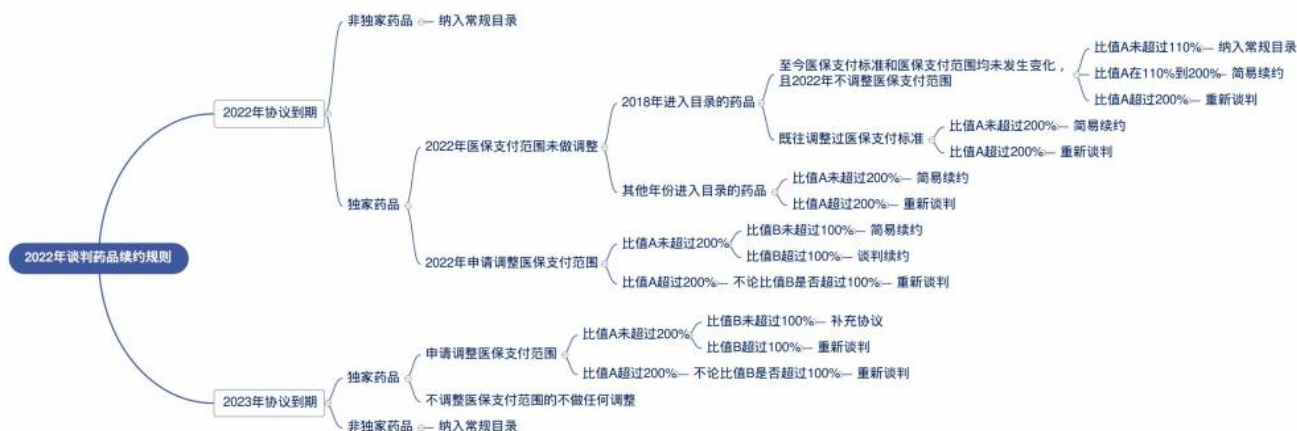 2022年谈判药品续约规则
2022年协议到期
非独家药品
纳入常规目录
独家药品
2022年医保支付范围未做调整
2018年进入目录的药品
至今医保支付标准和医保支付范围均未发生变化，
且2022年不调整医保支付范围
比值A未超过110%
纳入常规目录
比值A在110%到200%
简易续约
比值A超过200%
重新谈判
既往调整过医保支付标准
比值A未超过200%
简易续约
比值A超过200%
重新谈判
其他年份进入目录的药品
比值A未超过200%
简易续约
比值A超过200%
重新谈判
2022年申请调整医保支付范围
比值A未超过200%
比值B未超过100%
简易续约
比值B超过100%
谈判续约
比值A超过200%
不论比值B是否超过100%
重新谈判
2023年协议到期
独家药品
申请调整医保支付范围
比值A未超过200%
比值B未超过100%
补充协议
比值B超过100%
重新谈判
比值A超过200%
不论比值B是否超过100%
重新谈判
不调整医保支付范围的不做任何调整
非独家药品
纳入常规目录